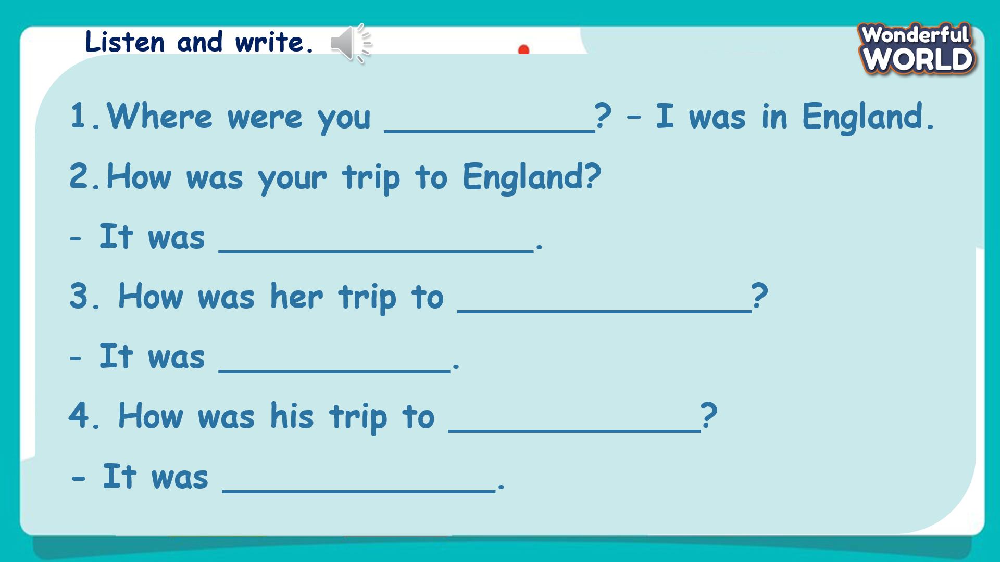 Listen and write.
Wonderful
WORLD
1. Where were you ____________? – I was in England.
2. How was your trip to England?
- It was __________________.
3. How was her trip to ______________?
- It was ___________.
4. How was his trip to ____________?
- It was _____________.